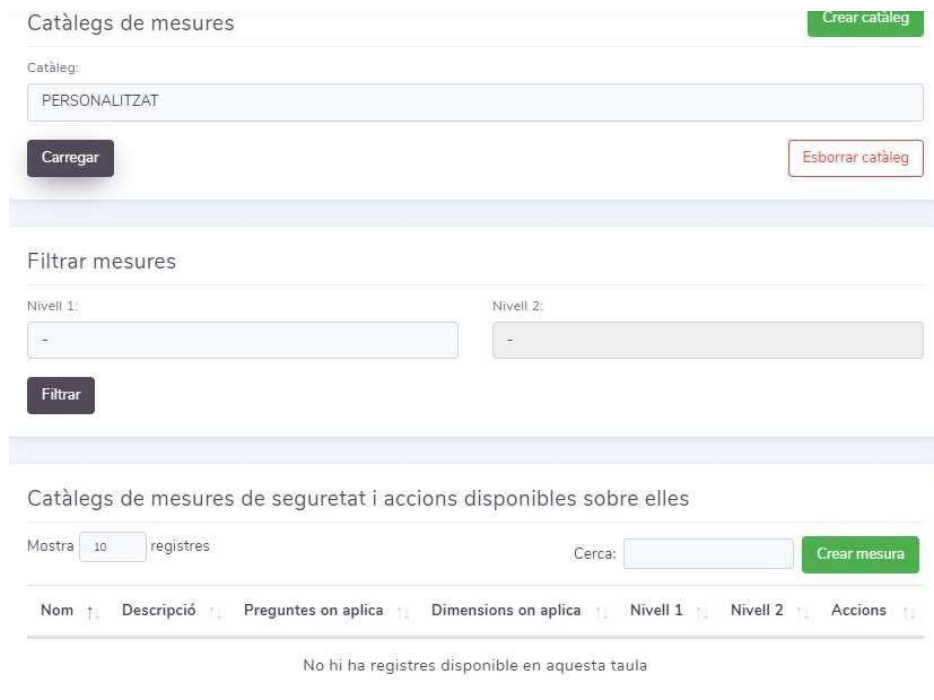 Catàlegs de mesures Crear catàleg
Catàleg:
PERSONALITZAT
Carregar Esborrar catàleg
Filtrar mesures
Nivell 1: Nivell 2:
- -
Filtrar
Catàlegs de mesures de seguretat i accions disponibles sobre elles
Mostra 10 registres Cerca: Crear mesura
Nom Descripció Preguntes on aplica Dimensions on aplica Nivell 1 Nivell 2 Accions
No hi ha registres disponible en aquesta taula